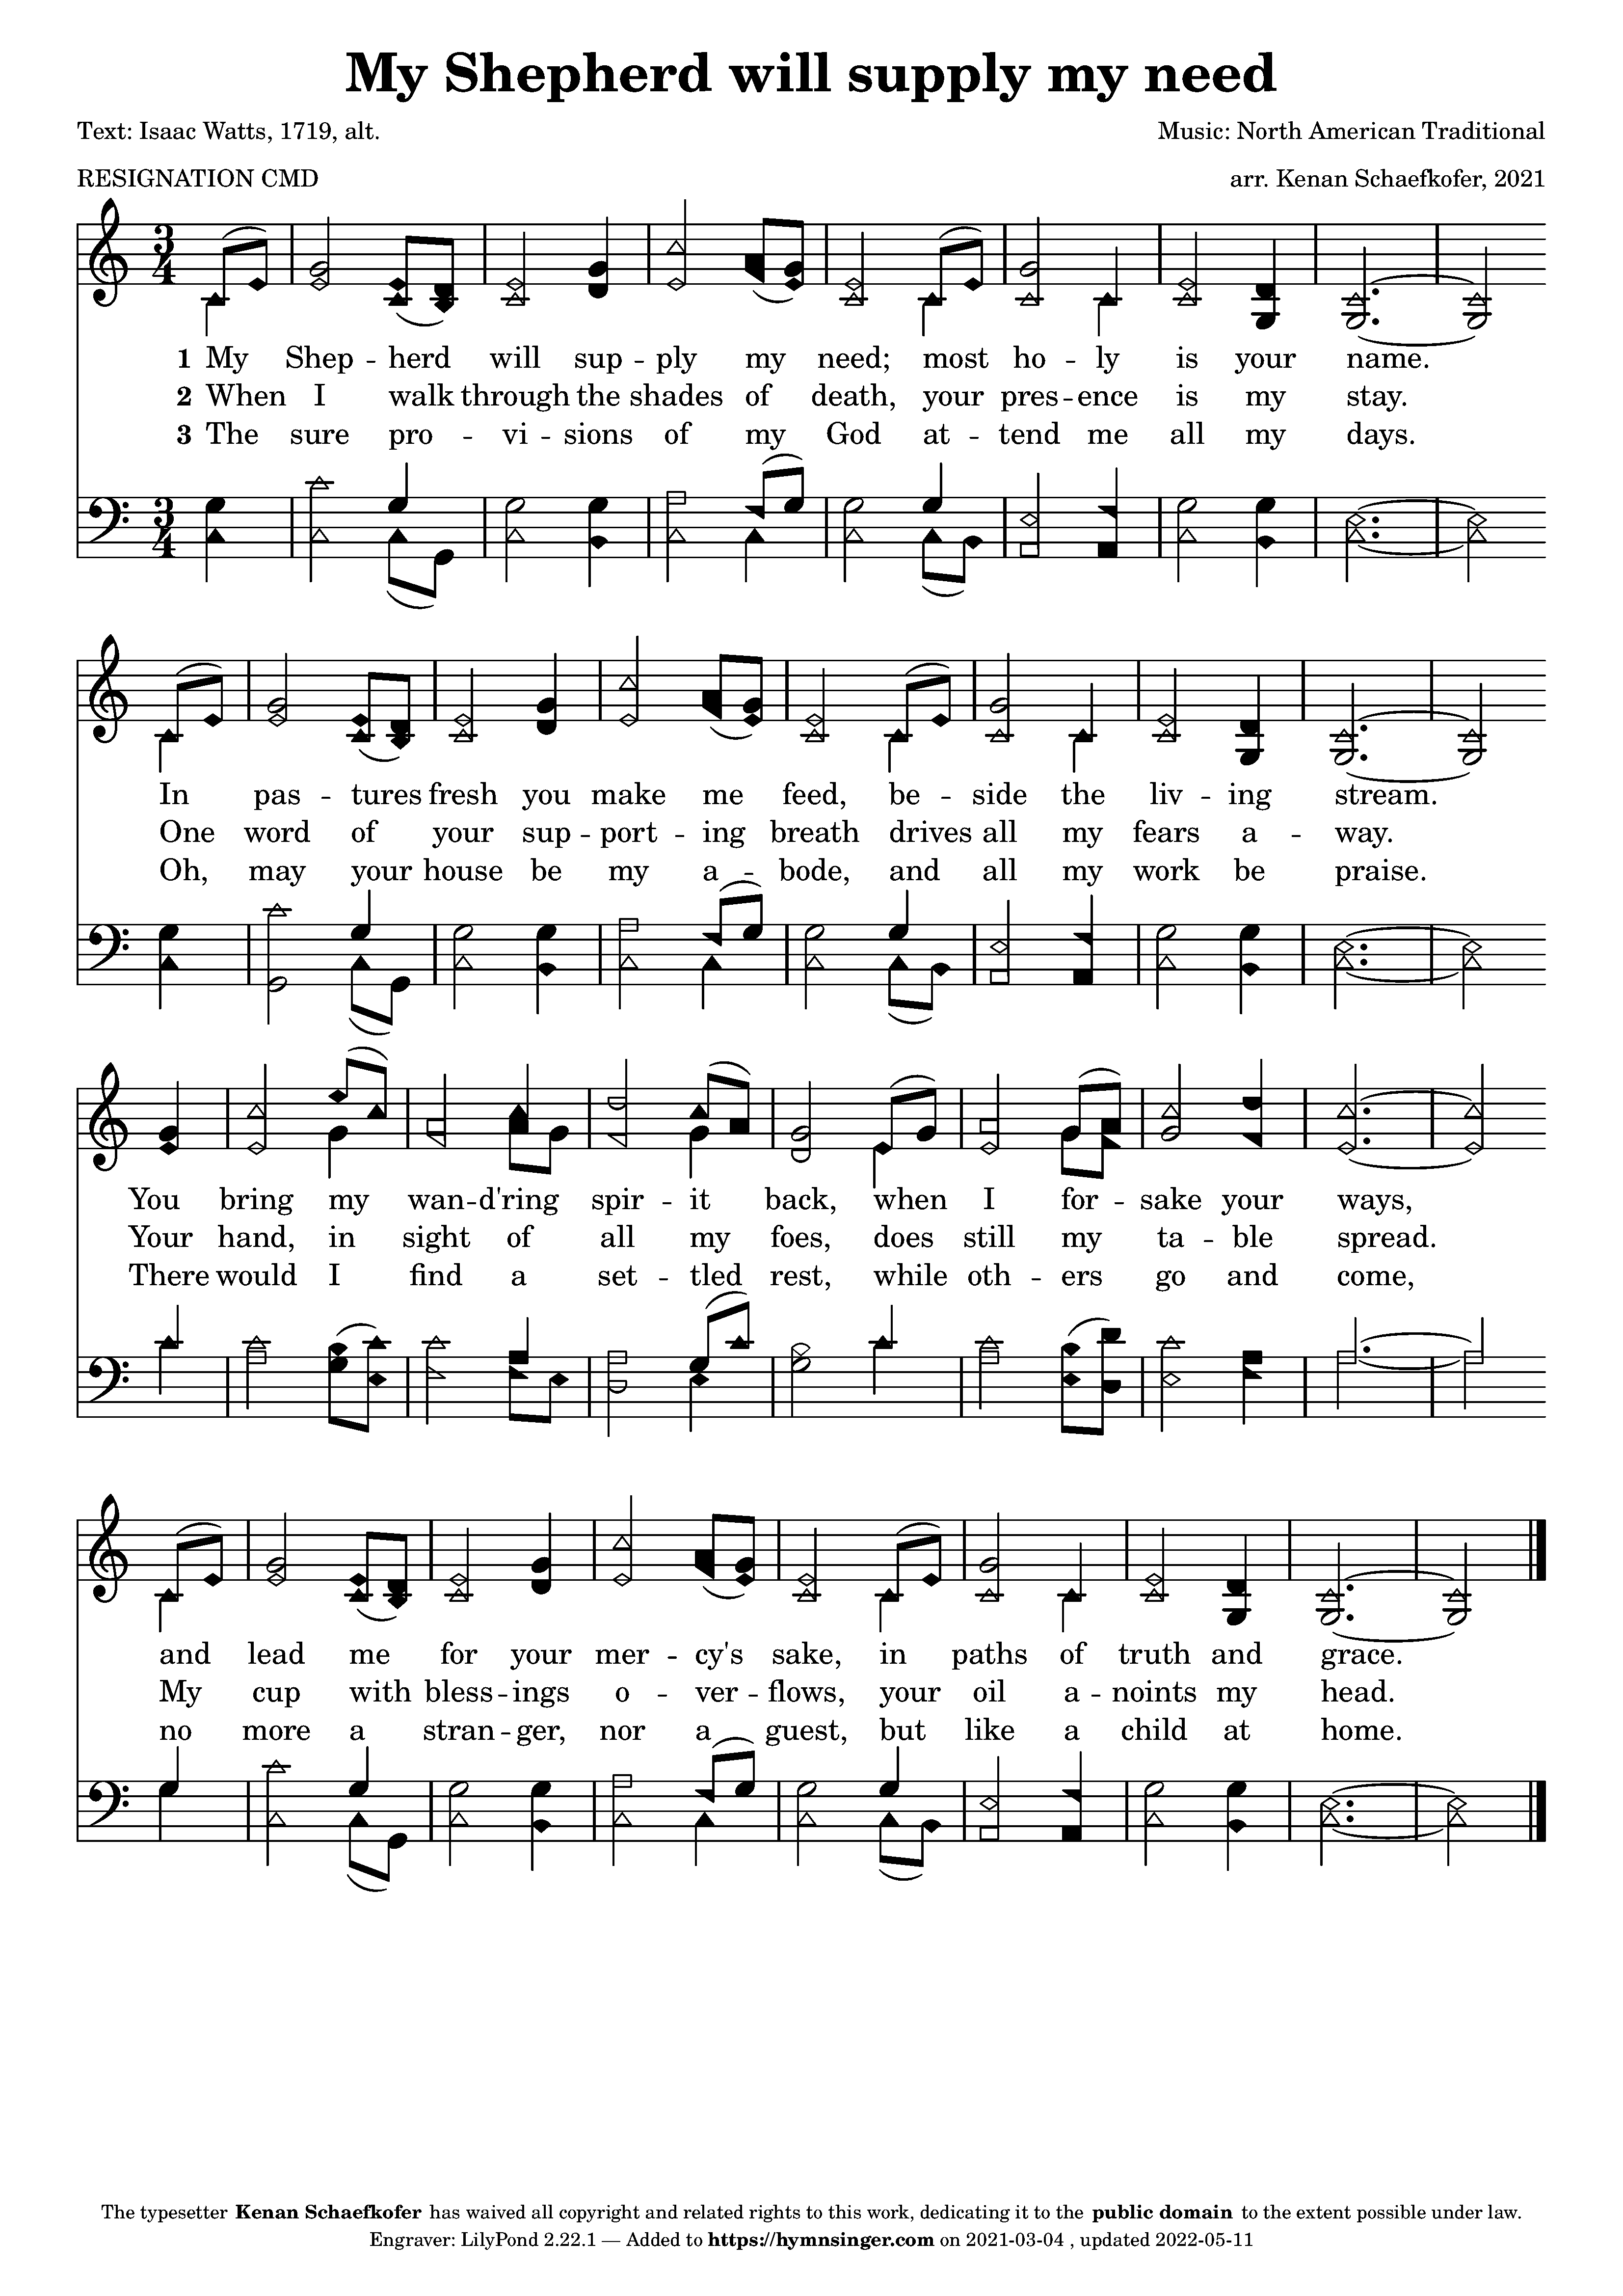 My Shepherd will supply my need
Text: Isaac Watts, 1719, alt.
Music: North American Traditional
RESIGNATION CMD
arr. Kenan Schaefkofer, 2021
1 My Shep -- herd will sup -- ply my need; most ho -- ly is your name.
2 When I walk through the shades of death, your pres -- ence is my stay.
3 The sure pro -- vi -- sions of my God at -- tend me all my days.
In pas -- tures fresh you make me feed, be -- side the liv -- ing stream.
One word of your sup -- port -- ing breath drives all my fears a -- way.
Oh, may your house be my a -- bode, and all my work be praise.
You bring my wan -- d'ring spir -- it back, when I for -- sake your ways,
Your hand, in sight of all my foes, does still my ta -- ble spread.
There would I find a set -- tled rest, while oth -- ers go and come,
and lead me for your mer -- cy's sake, in paths of truth and grace.
My cup with bless -- ings o -- ver -- flows, your oil a -- noints my head.
no more a stran -- ger, nor a guest, but like a child at home.
The typesetter Kenan Schaefkofer has waived all copyright and related rights to this work, dedicating it to the public domain to the extent possible under law.
Engraver: LilyPond 2.22.1 — Added to https://hymnsinger.com on 2021-03-04 , updated 2022-05-11